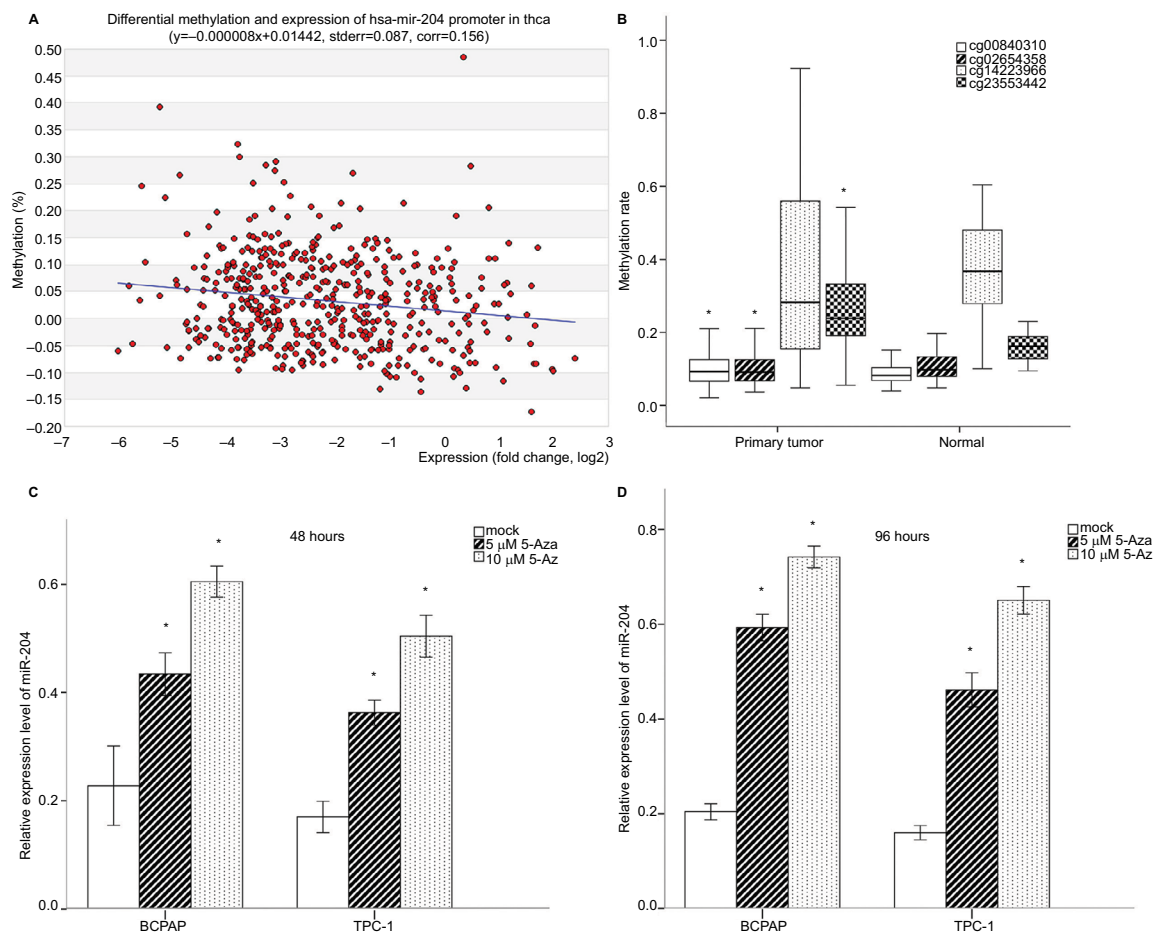 A
Differential methylation and expression of hsa-mir-204 promoter in thca
(y=–0.000008x+0.01442, stderr=0.087, corr=0.156)
0.50
0.45
0.40
0.35
0.30
0.25
0.20
0.15
0.10
0.05
0.00
–0.05
–0.10
–0.15
–0.20
Methylation (%)
–7 –6 –5 –4 –3 –2 –1 0 1 2 3
Expression (fold change, log2)
B
cg00840310
cg02654358
cg14223966
cg23553442
1.0
0.8
0.6
0.4
0.2
0.0
Methylation rate
* * *
Primary tumor Normal
C
48 hours
mock
5 μM 5-Aza
10 μM 5-Az
0.6
0.4
0.2
0.0
Relative expression level of miR-204
* * * *
BCPAP TPC-1
D
96 hours
mock
5 μM 5-Aza
10 μM 5-Az
0.8
0.6
0.4
0.2
0.0
Relative expression level of miR-204
* * * *
BCPAP TPC-1